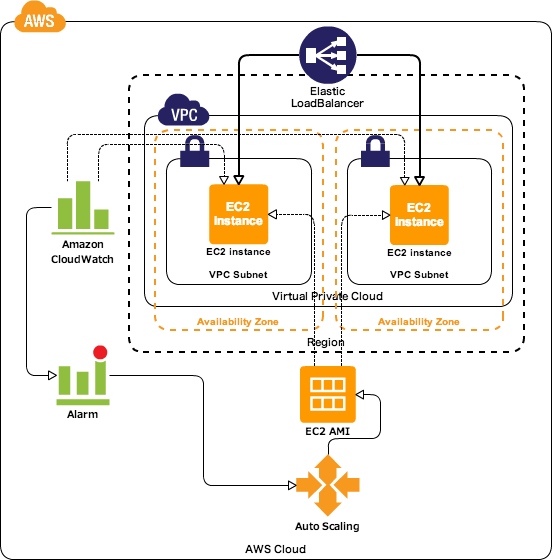 AWS
Elastic
LoadBalancer
VPC
EC2
Instance
EC2 instance
VPC Subnet
EC2
Instance
EC2 instance
VPC Subnet
Amazon
CloudWatch
Virtual Private Cloud
Availability Zone
Availability Zone
Region
Alarm
EC2 AMI
Auto Scaling
AWS Cloud